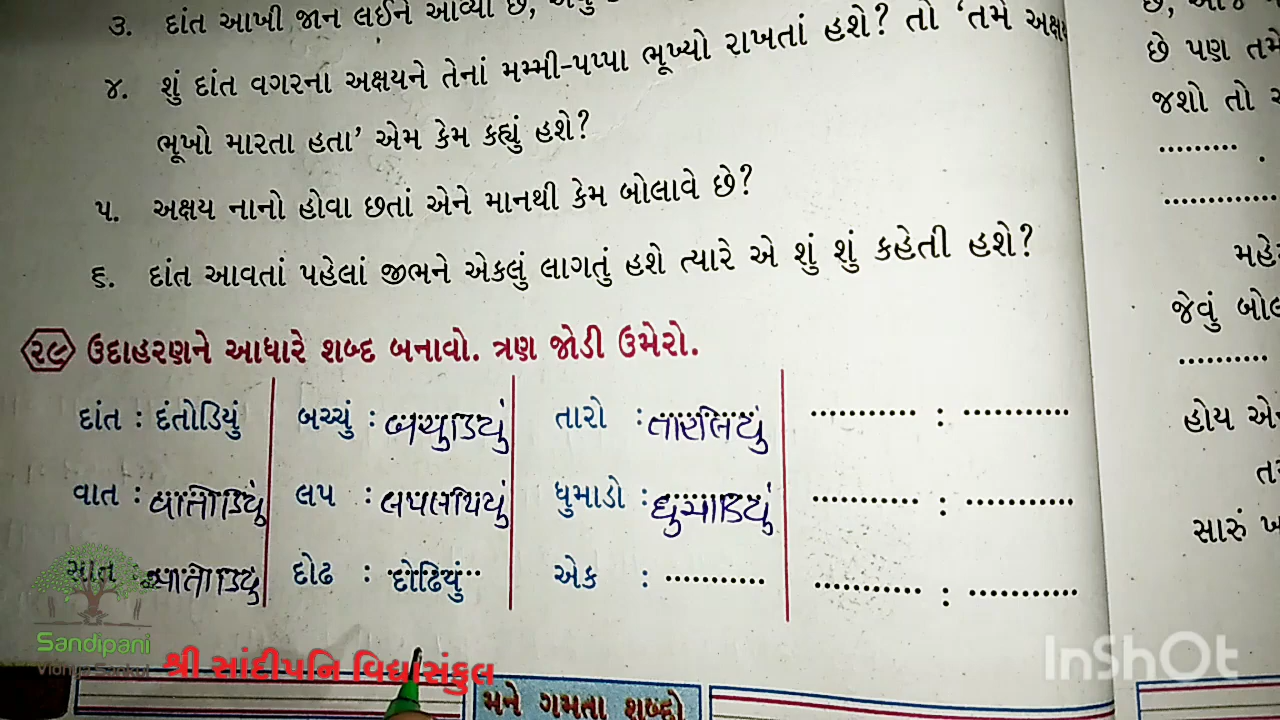 ૩. દાંત આખી જાન લઈને આવ્યા છે,
૪. શું દાંત વગરના અક્ષયને તેનાં મમ્મી-પપ્પા ભૂખ્યો રાખતાં હશે? તો ‘તમે અક્ષય
ભૂખો મારતા હતા’ એમ કેમ કહ્યું હશે?
૫. અક્ષય નાનો હોવા છતાં એને માનથી કેમ બોલાવે છે?
૬. દાંત આવતાં પહેલાં જીભને એકલું લાગતું હશે ત્યારે એ શું શું કહેતી હશે?
૨૯ ઉદાહરણને આધારે શબ્દ બનાવો. ત્રણ જોડી ઉમેરો.
દાંત : દંતોડિયું બચ્ચું : બચુડિયું તારો : તારલિયું .......... : ..........
વાત : વાતોડિયું લપ : લપલપિયું ધુમાડો : ધુમાડિયું .......... : ..........
સાત : સાતોડિયું દોઢ : દોઢિયું એક : .......... .......... : ..........
Sandipani
Vidhya Sankul
શ્રી સાંદીપનિ વિદ્યાસંકુલ
મને ગમતા શબ્દો
છે પણ તમે
જશો તો
મહે
જેવું બોલ
હોય એ
ત
સારું ખ
InShOt